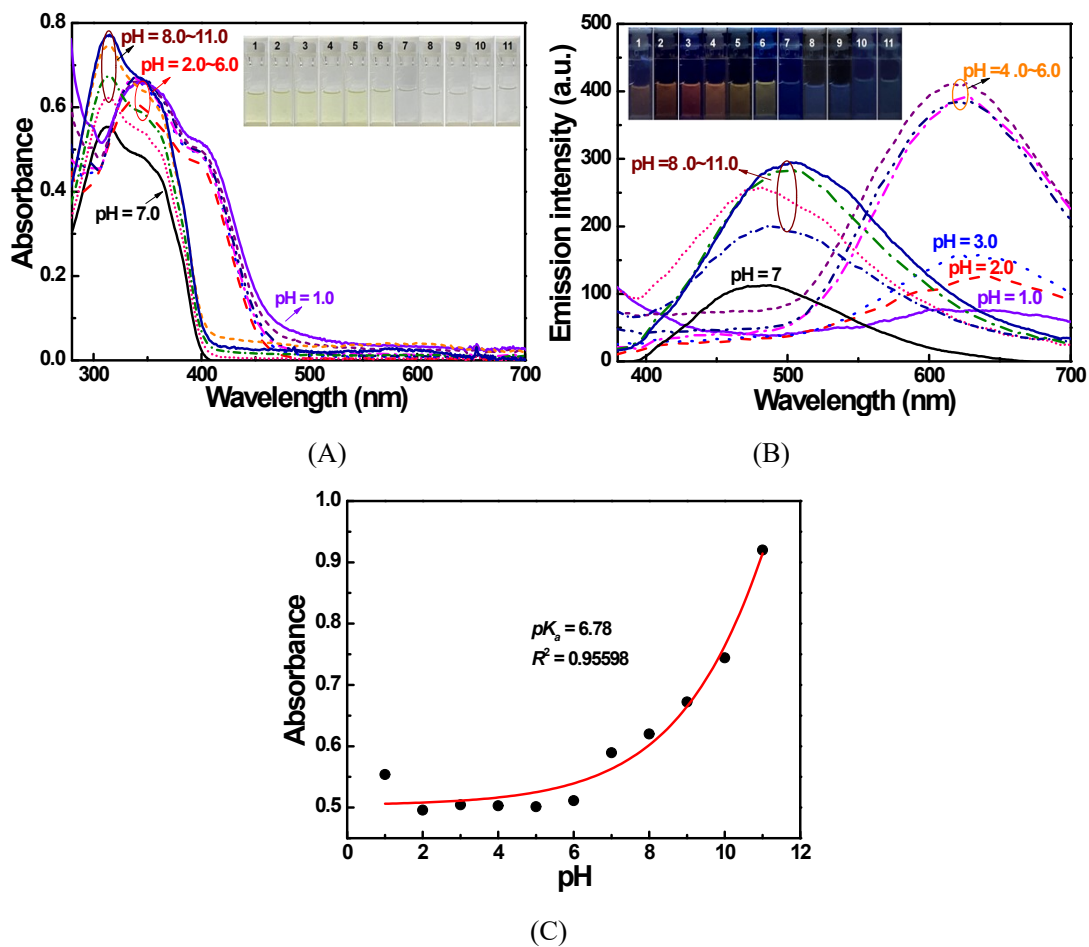 0.8
0.6
0.4
0.2
0.0
Absorbance
300 400 500 600 700
Wavelength (nm)
pH = 8.0~11.0
pH = 2.0~6.0
pH = 7.0
pH = 1.0
1 2 3 4 5 6 7 8 9 10 11
(A)
500
400
300
200
100
0
Emission intensity (a.u.)
400 500 600 700
Wavelength (nm)
1 2 3 4 5 6 7 8 9 10 11
pH =4 .0~6.0
pH =8 .0~11.0
pH = 3.0
pH = 2.0
pH = 7
pH = 1.0
(B)
1.0
0.9
0.8
0.7
0.6
0.5
Absorbance
pKa = 6.78
R² = 0.95598
0 2 4 6 8 10 12
pH
(C)